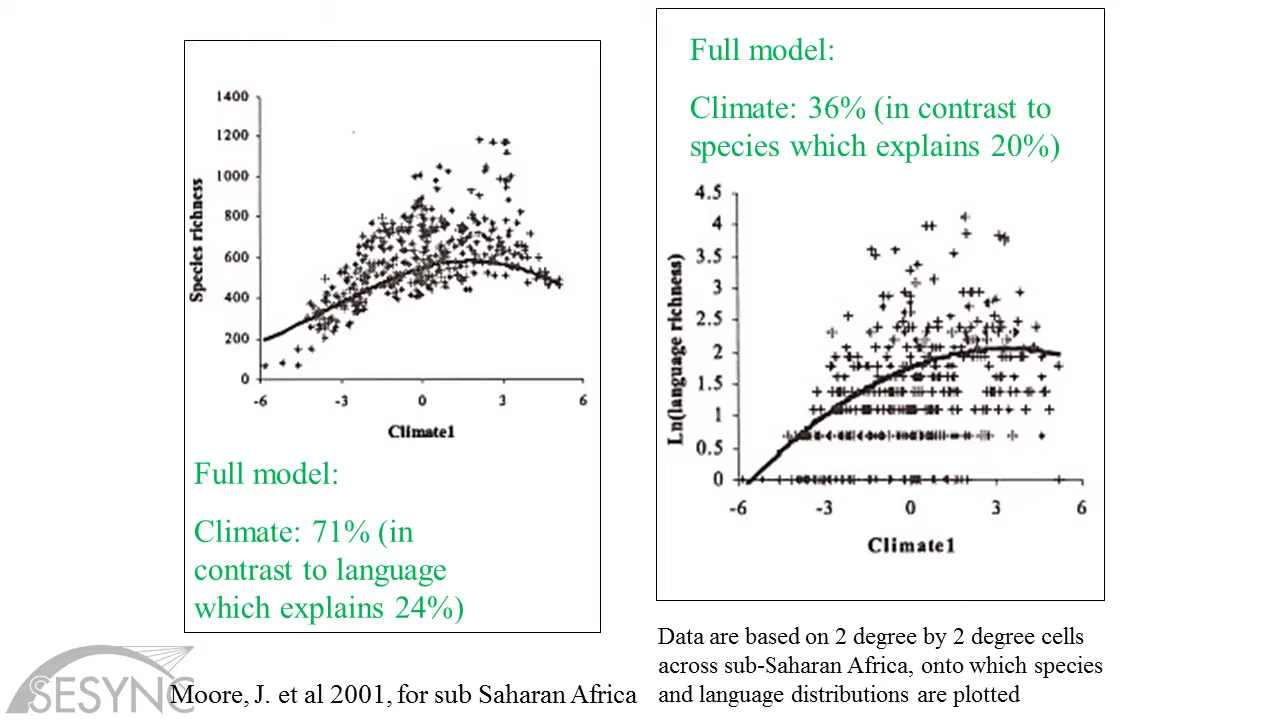 1400
1200
1000
800
600
400
200
0
Species richness
-6 -3 0 3 6
Climate1
Full model:
Climate: 71% (in
contrast to language
which explains 24%)
Full model:
Climate: 36% (in contrast to
species which explains 20%)
4.5
4
3.5
3
2.5
2
1.5
1
0.5
0
Ln(language richness)
-6 -3 0 3 6
Climate1
Data are based on 2 degree by 2 degree cells
across sub-Saharan Africa, onto which species
and language distributions are plotted
SESYNC
Moore, J. et al 2001, for sub Saharan Africa